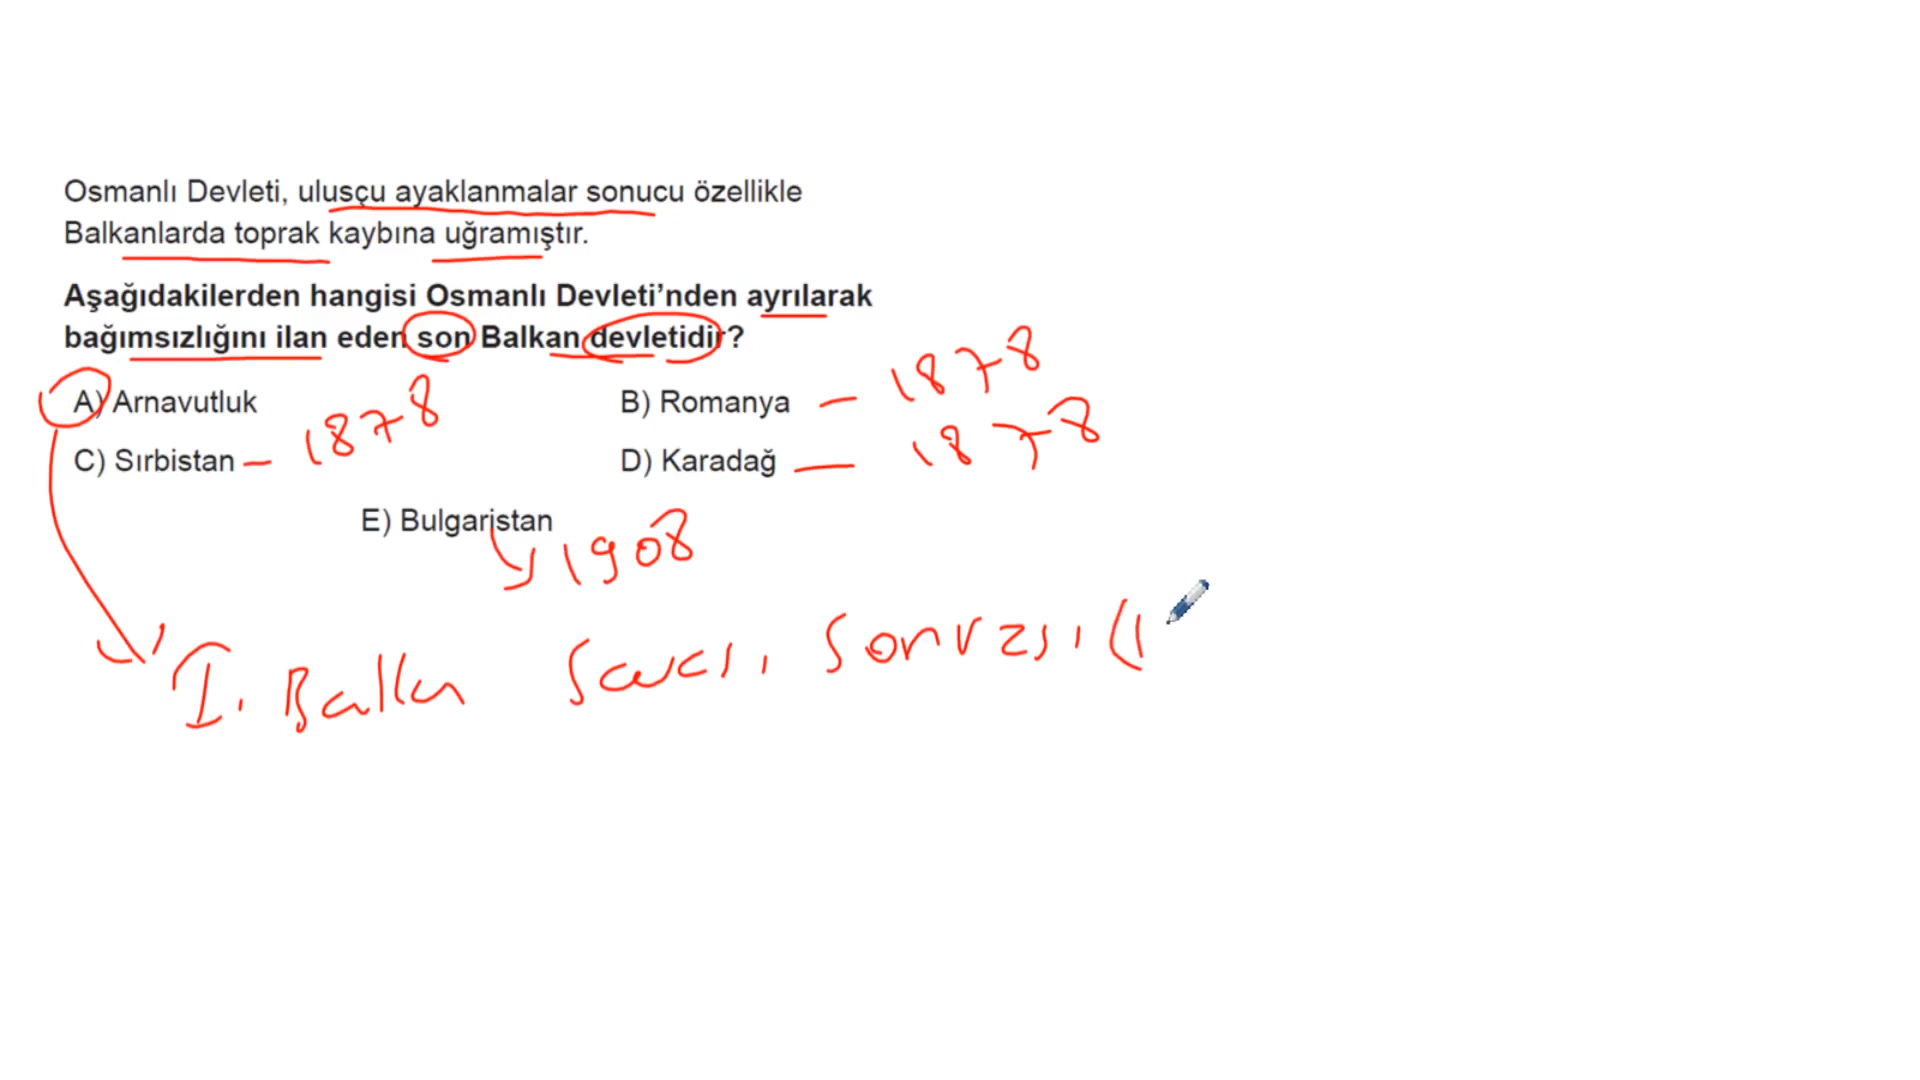 Osmanlı Devleti, ulusçu ayaklanmalar sonucu özellikle
Balkanlarda toprak kaybına uğramıştır.
Aşağıdakilerden hangisi Osmanlı Devleti’nden ayrılarak
bağımsızlığını ilan eden son Balkan devletidir?
A) Arnavutluk B) Romanya — 1878
C) Sırbistan — 1878 D) Karadağ — 1878
E) Bulgaristan
1908
I. Balkan Savaşı Sonrası (1